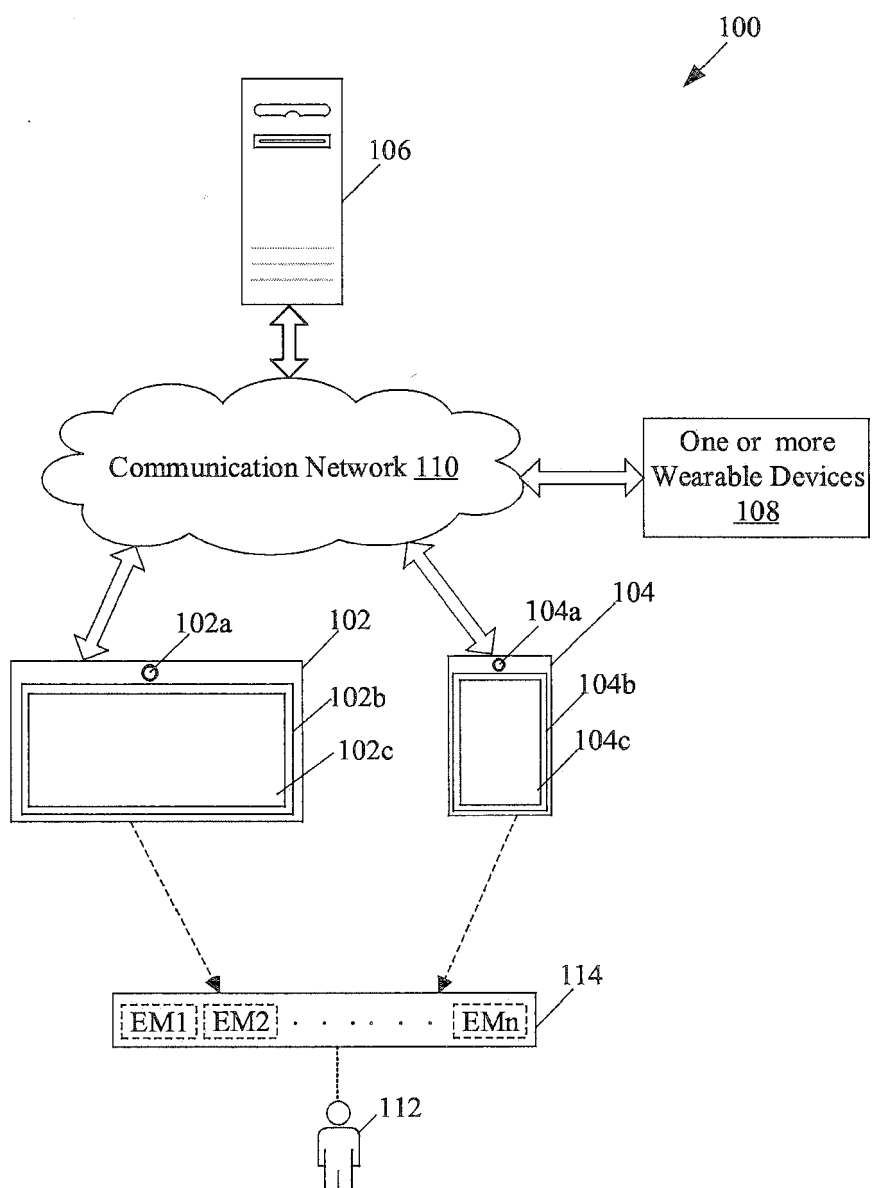 100
106
Communication Network 110
One or more
Wearable Devices
108
102a
102
102b
102c
104a
104
104b
104c
114
EM1 EM2 . . . . . . EMn
112